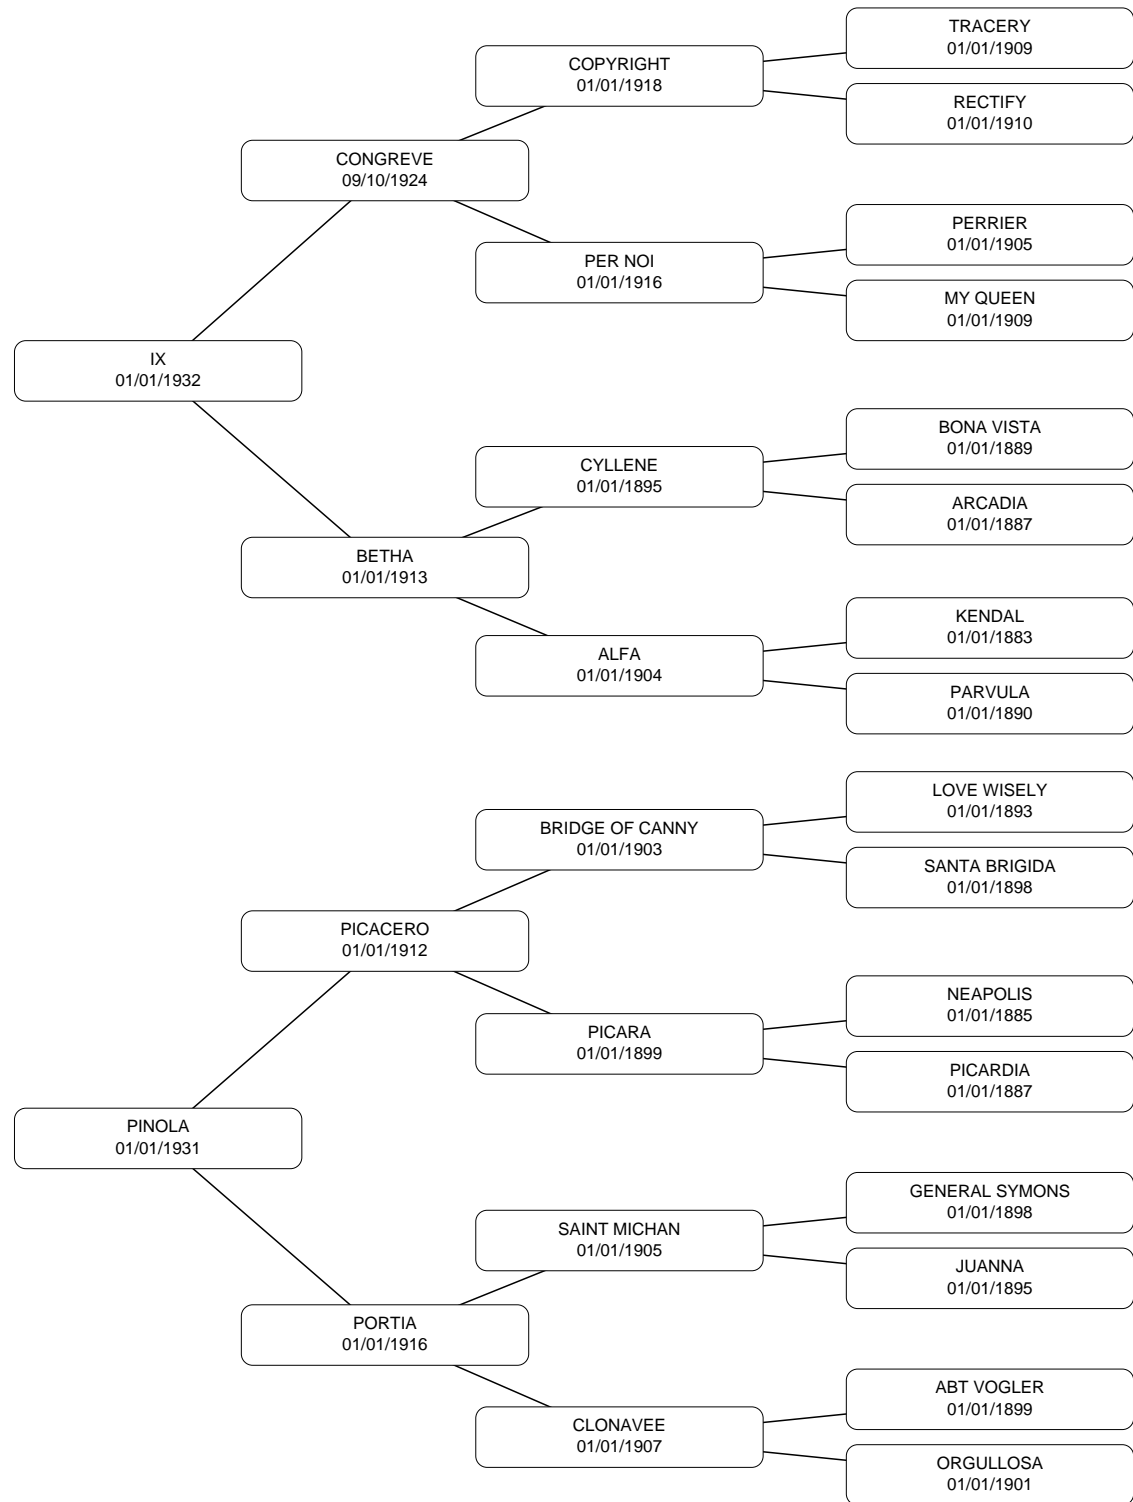 TRACERY
01/01/1909
COPYRIGHT
01/01/1918
RECTIFY
01/01/1910
CONGREVE
09/10/1924
PERRIER
01/01/1905
PER NOI
01/01/1916
MY QUEEN
01/01/1909
IX
01/01/1932
BONA VISTA
01/01/1889
CYLLENE
01/01/1895
ARCADIA
01/01/1887
BETHA
01/01/1913
KENDAL
01/01/1883
ALFA
01/01/1904
PARVULA
01/01/1890
LOVE WISELY
01/01/1893
BRIDGE OF CANNY
01/01/1903
SANTA BRIGIDA
01/01/1898
PICACERO
01/01/1912
NEAPOLIS
01/01/1885
PICARA
01/01/1899
PICARDIA
01/01/1887
PINOLA
01/01/1931
GENERAL SYMONS
01/01/1898
SAINT MICHAN
01/01/1905
JUANNA
01/01/1895
PORTIA
01/01/1916
ABT VOGLER
01/01/1899
CLONAVEE
01/01/1907
ORGULLOSA
01/01/1901